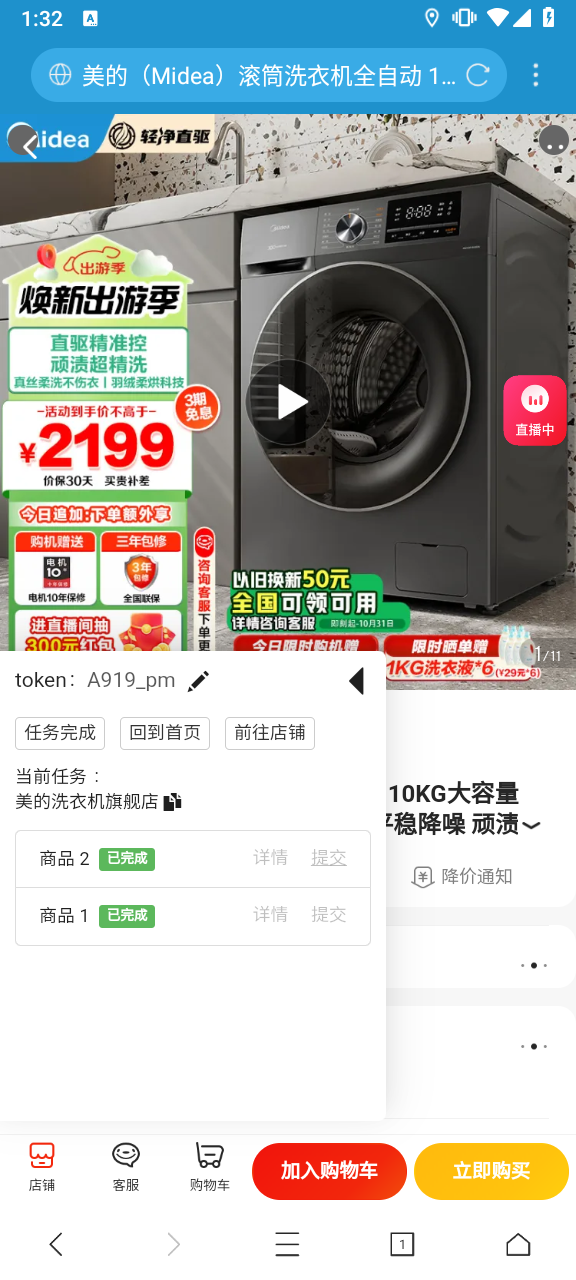 1:32
美的（Midea）滚筒洗衣机全自动 1...
idea 轻净直驱
出游季
焕新出游季
直驱精准控
顽渍超精洗
真丝柔洗不伤衣丨羽绒柔烘科技
3期
免息
活动到手价不高于
¥2199
价保30天 买贵补差
直播中
今日追加:下单额外享
购机赠送
三年包修
电机
10年
3年
包修
电机10年保修
全国联保
咨询客服下单更
进直播间抽
300元红包
以旧换新50元
全国可领可用
详情咨询客服 即刻起-10月31日
今日限时购机赠
限时晒单赠
1KG洗衣液*6 (¥29元*6)
1/11
token： A919_pm
任务完成 回到首页 前往店铺
当前任务：
美的洗衣机旗舰店
商品 2 已完成 详情 提交
商品 1 已完成 详情 提交
10KG大容量
平稳降噪 顽渍
降价通知
店铺
客服
购物车
加入购物车
立即购买
1